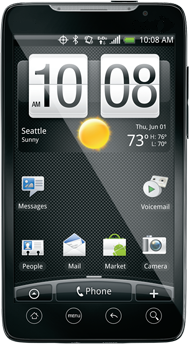 10:08 AM
10 08
Seattle
Sunny
Thu, Jun 01
73° H: 76°
L: 70°
Messages
Voicemail
People
Mail
Market
Camera
Phone
menu